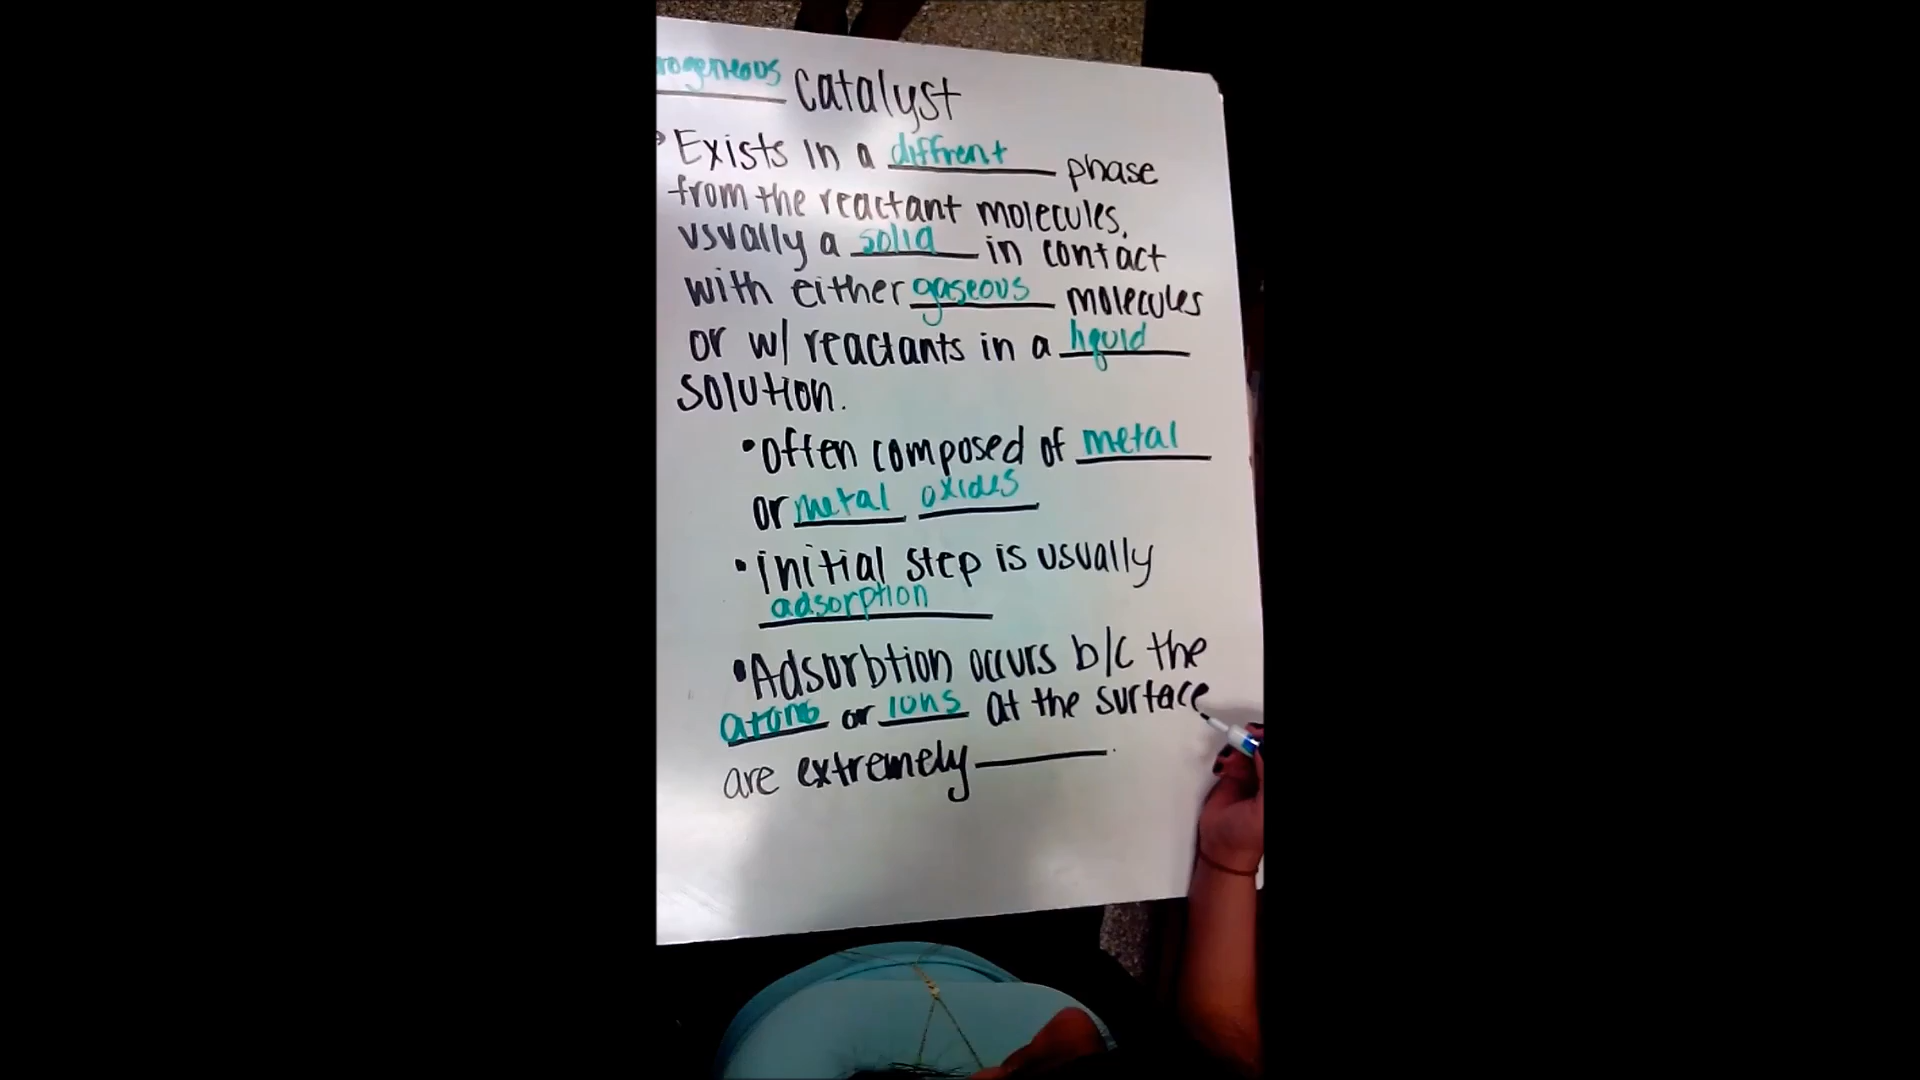 rogeneous catalyst
• Exists in a diffrent phase
from the reactant molecules,
usually a solid in contact
with either gaseous molecules
or w/ reactants in a liquid
solution.
• Often composed of metal
or metal oxides
• initial step is usually
adsorption
• Adsorbtion occurs b/c the
atoms or ions at the surface
are extremely